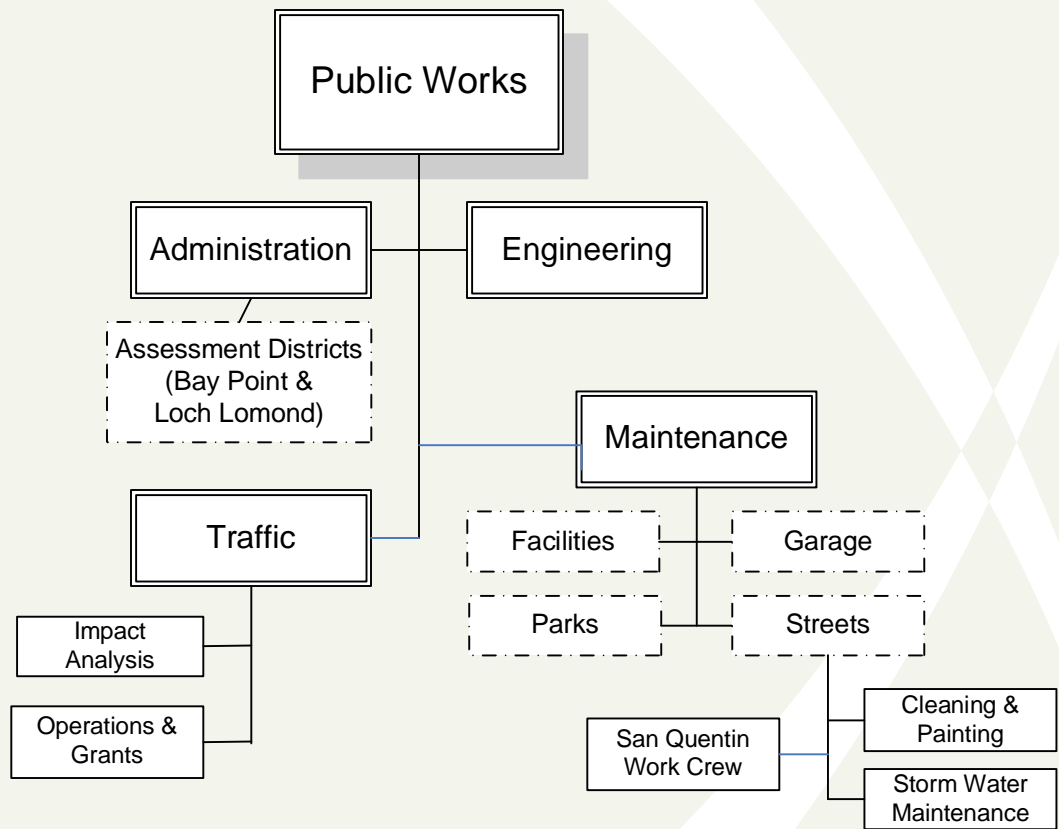 Public Works
Administration
Engineering
Assessment Districts
(Bay Point &
Loch Lomond)
Maintenance
Traffic
Facilities
Garage
Parks
Streets
Impact
Analysis
Operations &
Grants
San Quentin
Work Crew
Cleaning &
Painting
Storm Water
Maintenance